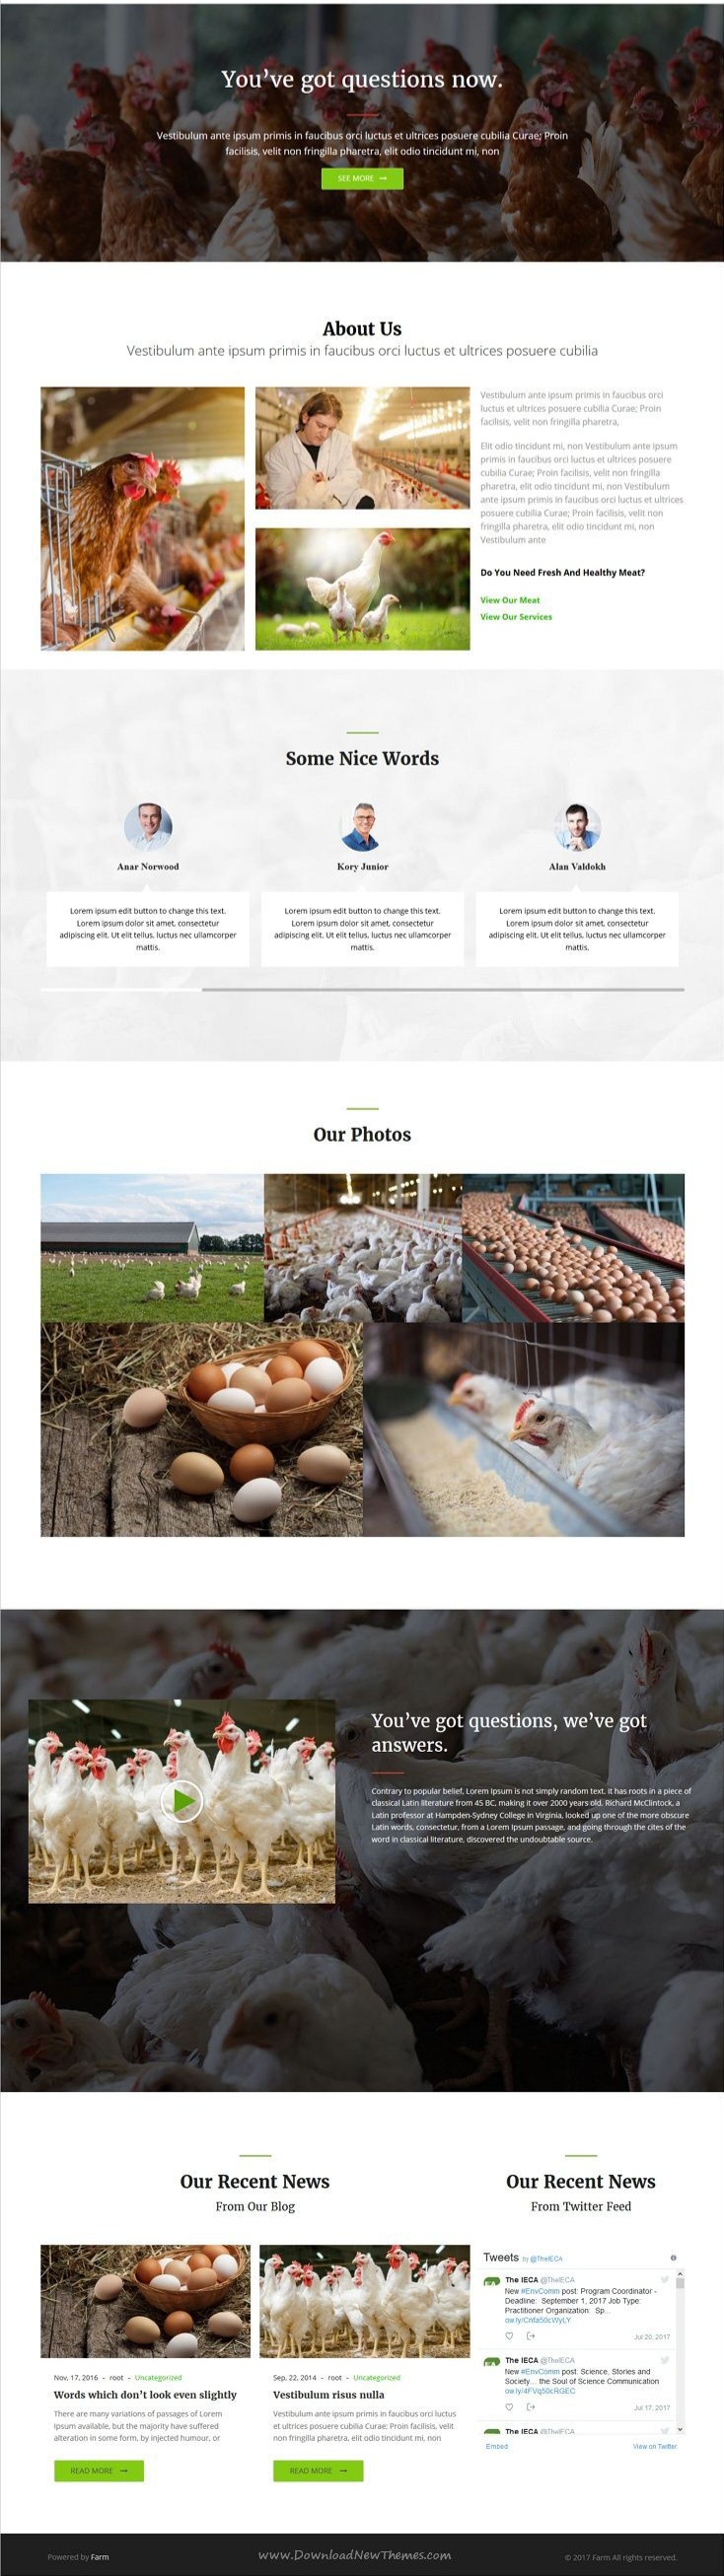 You've got questions now.
Vestibulum ante ipsum primis in faucibus orci luctus et ultrices posuere cubilia Curae; Proin
facilisis, velit non fringilla pharetra, elit odio tincidunt mi, non
SEE MORE →
About Us
Vestibulum ante ipsum primis in faucibus orci luctus et ultrices posuere cubilia
Vestibulum ante ipsum primis in faucibus orci
luctus et ultrices posuere cubilia Curae; Proin
facilisis, velit non fringilla pharetra,
Elit odio tincidunt mi, non Vestibulum ante ipsum
primis in faucibus orci luctus et ultrices posuere
cubilia Curae; Proin facilisis, velit non fringilla
pharetra, elit odio tincidunt mi, non Vestibulum
ante ipsum primis in faucibus orci luctus et ultrices
posuere cubilia Curae; Proin facilisis, velit non
fringilla pharetra, elit odio tincidunt mi, non
Vestibulum ante
Do You Need Fresh And Healthy Meat?
View Our Meat
View Our Services
Some Nice Words
Anar Norwood
Lorem ipsum edit button to change this text.
Lorem ipsum dolor sit amet, consectetur
adipiscing elit. Ut elit tellus, luctus nec ullamcorper
mattis.
Kory Junior
Lorem ipsum edit button to change this text.
Lorem ipsum dolor sit amet, consectetur
adipiscing elit. Ut elit tellus, luctus nec ullamcorper
mattis.
Alan Valdokh
Lorem ipsum edit button to change this text.
Lorem ipsum dolor sit amet, consectetur
adipiscing elit. Ut elit tellus, luctus nec ullamcorper
mattis.
Our Photos
You've got questions, we've got
answers.
Contrary to popular belief, Lorem Ipsum is not simply random text. It has roots in a piece of
classical Latin literature from 45 BC, making it over 2000 years old. Richard McClintock, a
Latin professor at Hampden-Sydney College in Virginia, looked up one of the more obscure
Latin words, consectetur, from a Lorem Ipsum passage, and going through the cites of the
word in classical literature, discovered the undoubtable source.
Our Recent News
From Our Blog
Nov, 17, 2016 - root - Uncategorized
Words which don't look even slightly
There are many variations of passages of Lorem
Ipsum available, but the majority have suffered
alteration in some form, by injected humour, or
READ MORE →
Sep, 22, 2014 - root - Uncategorized
Vestibulum risus nulla
Vestibulum ante ipsum primis in faucibus orci luctus
et ultrices posuere cubilia Curae; Proin facilisis, velit
non fringilla pharetra, elit odio tincidunt mi, non
READ MORE →
Our Recent News
From Twitter Feed
Tweets by @TheIECA
The IECA @TheIECA
New #EnvComm post: Program Coordinator -
Deadline: September 1, 2017 Job Type:
Practitioner Organization: Sp...
Jul 20, 2017
The IECA @TheIECA
New #EnvComm post: Science, Stories and
Society... the Soul of Science Communication
Jul 17, 2017
The IECA @TheIECA
Embed
View on Twitter
Powered by Farm
www.DownloadNewThemes.com
© 2017 Farm All rights reserved.